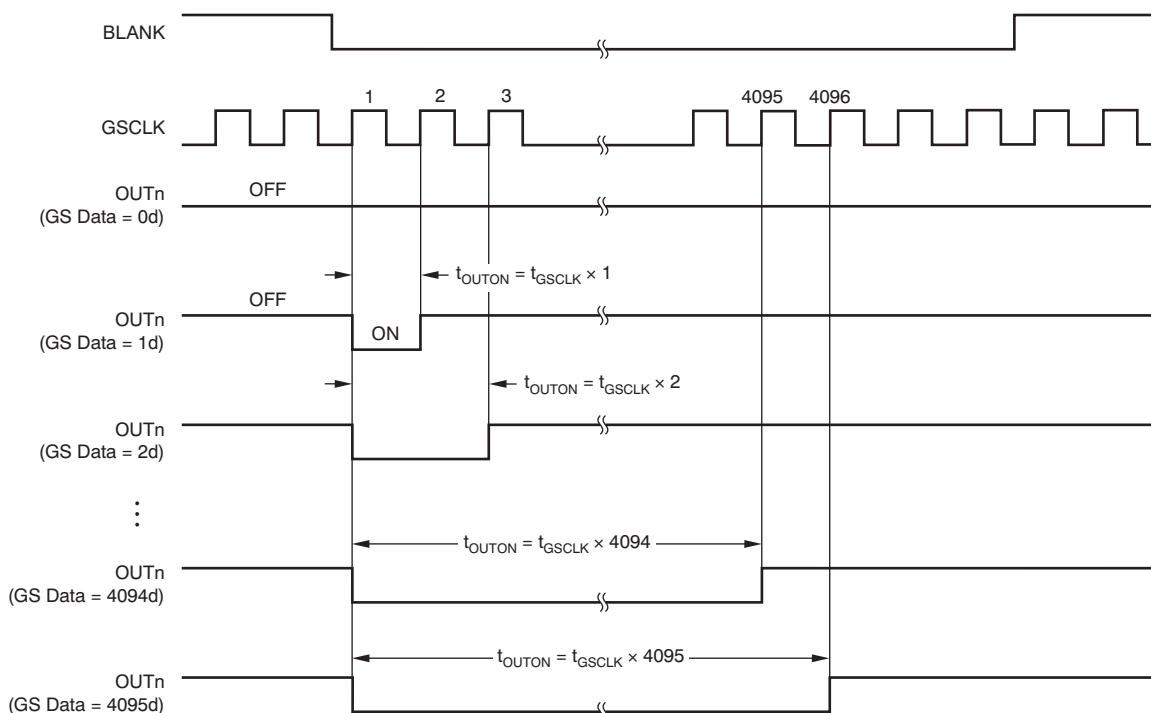 BLANK
1 2 3 4095 4096
GSCLK
OUTn OFF
(GS Data = 0d)
tOUTON = tGSCLK × 1
OFF
OUTn
(GS Data = 1d) ON
tOUTON = tGSCLK × 2
OUTn
(GS Data = 2d)
tOUTON = tGSCLK × 4094
OUTn
(GS Data = 4094d)
tOUTON = tGSCLK × 4095
OUTn
(GS Data = 4095d)